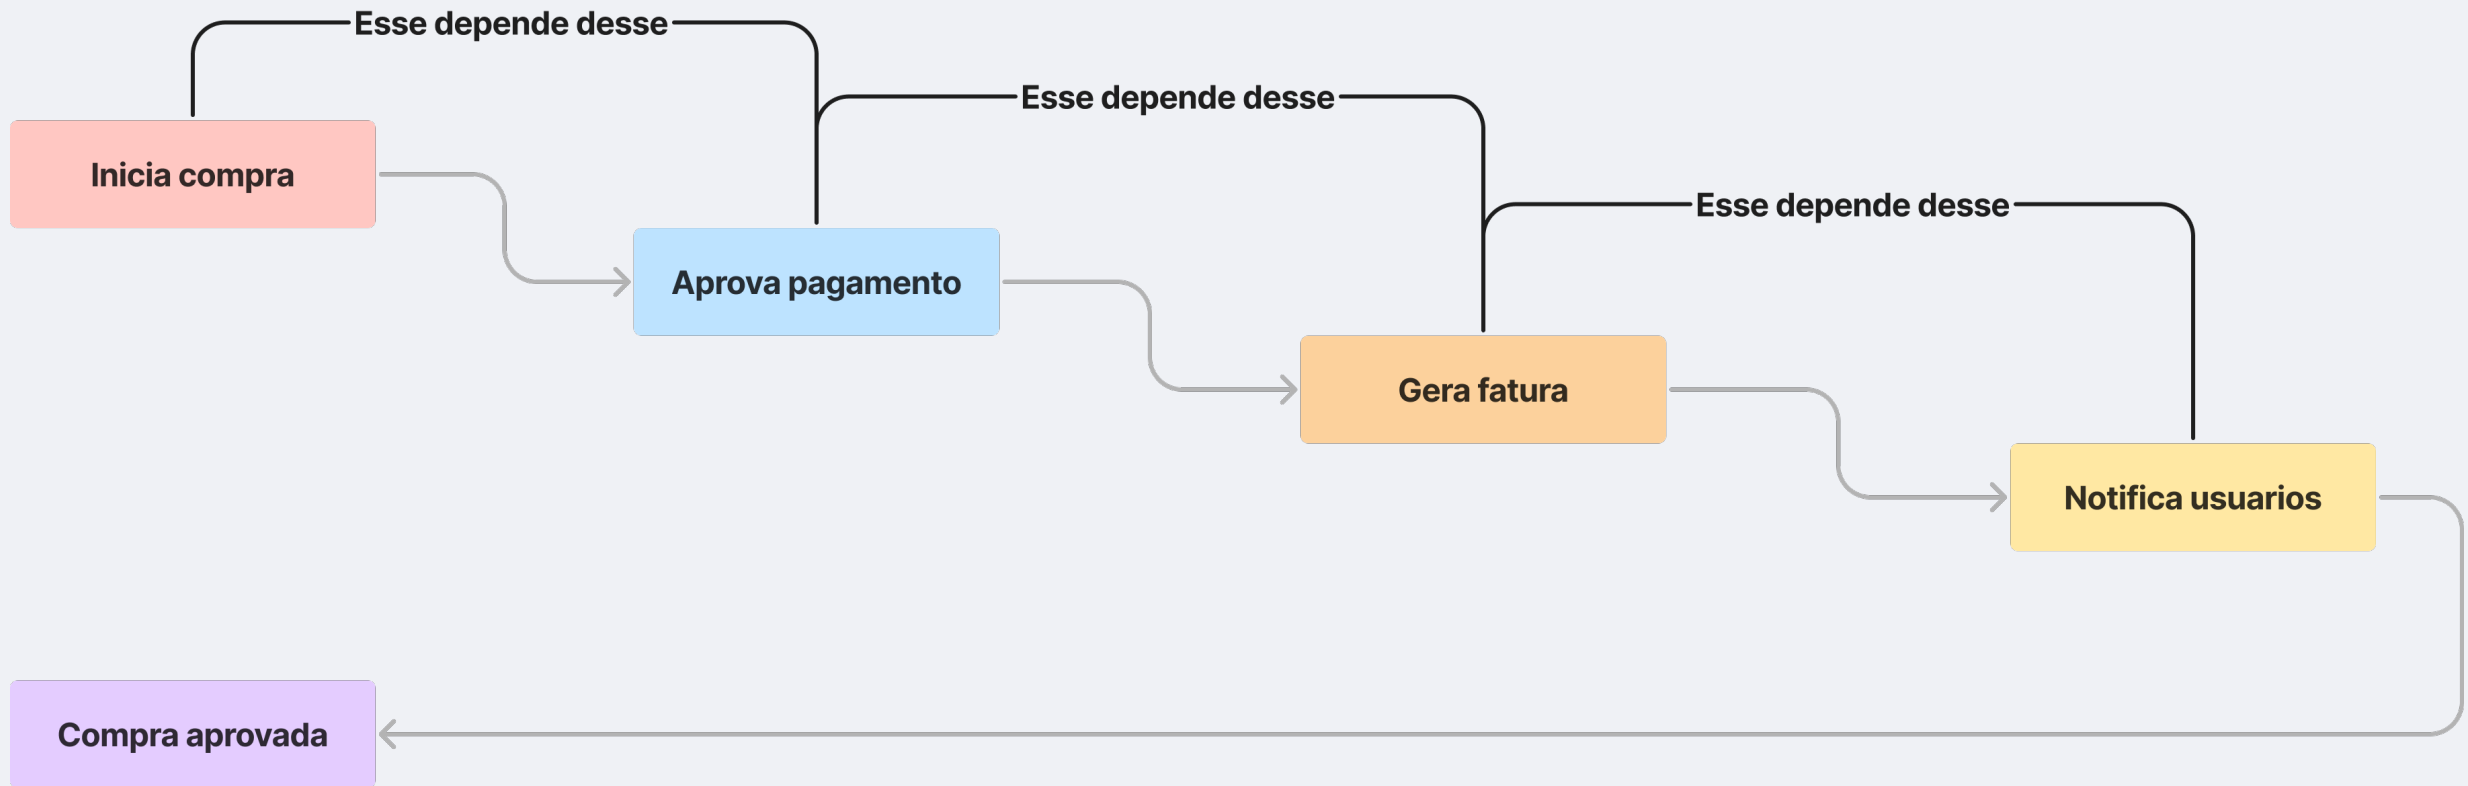 Esse depende desse
Esse depende desse
Inicia compra
Esse depende desse
Aprova pagamento
Gera fatura
Notifica usuarios
Compra aprovada